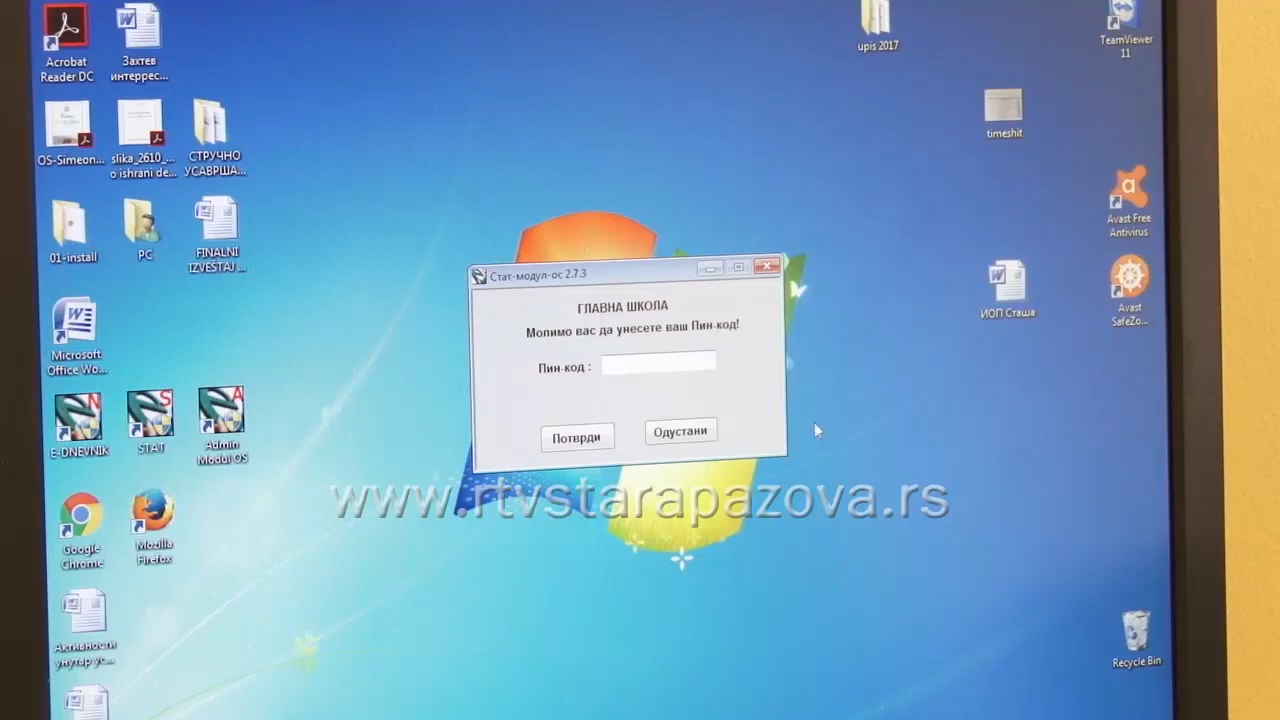 Acrobat
Reader DC
Захтев
интеррес...
upis 2017
TeamViewer
11
OS-Simeon...
slika_2610_...
o ishrani de...
СТРУЧНО
УСАВРША...
timeshit
01-install
PC
FINALNI
IZVEŠTAJ ...
Avast Free
Antivirus
Стат-модул-ос 2.7.3
ГЛАВНА ШКОЛА
Молимо вас да унесете ваш Пин-код!
Пин-код :
Потврди
Одустани
ИОП Сташа
Avast
SafeZo...
Microsoft
Office Wo...
E-DNEVNIK
STAT
Admin
Modul OS
www.rtvstarapazova.rs
Google
Chrome
Mozilla
Firefox
Активности
унутар ус...
Recycle Bin